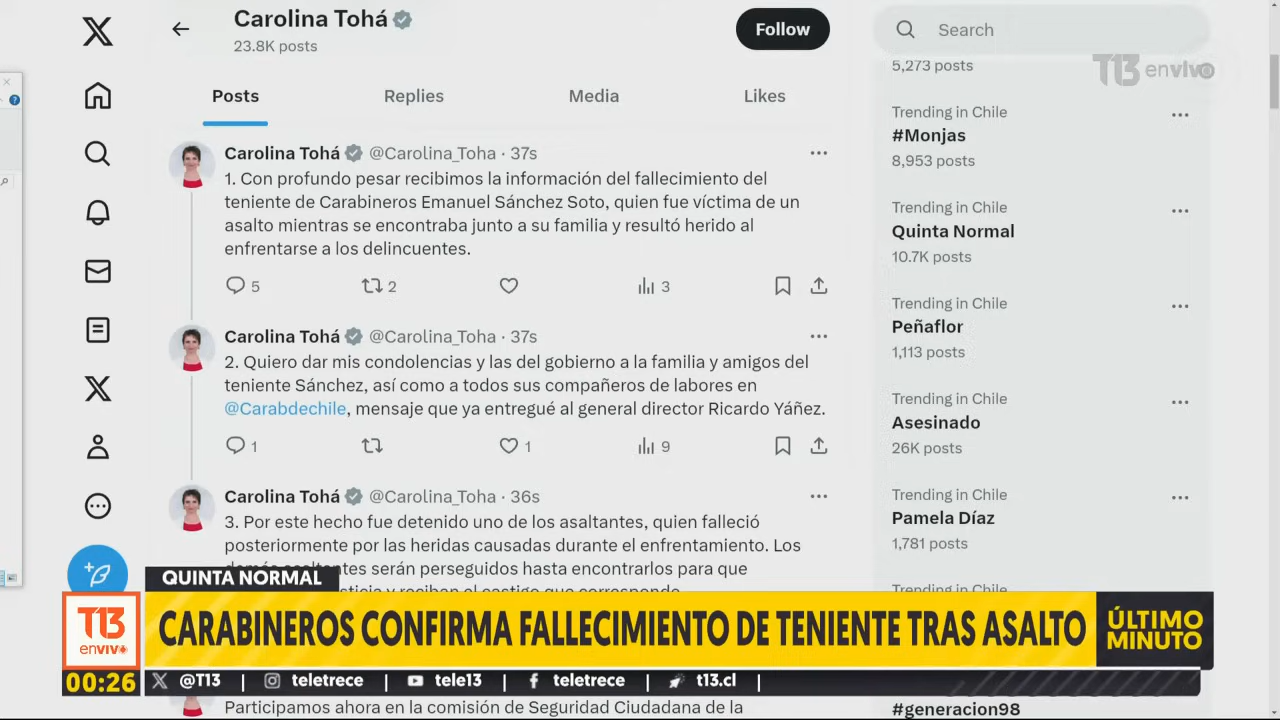 Carolina Tohá
23.8K posts
Follow
Search
T13 envivo
5,273 posts
Posts
Replies
Media
Likes
Carolina Tohá @Carolina_Toha · 37s
1. Con profundo pesar recibimos la información del fallecimiento del
teniente de Carabineros Emanuel Sánchez Soto, quien fue víctima de un
asalto mientras se encontraba junto a su familia y resultó herido al
enfrentarse a los delincuentes.
5 2 3
Carolina Tohá @Carolina_Toha · 37s
2. Quiero dar mis condolencias y las del gobierno a la familia y amigos del
teniente Sánchez, así como a todos sus compañeros de labores en
@Carabdechile, mensaje que ya entregué al general director Ricardo Yáñez.
1 1 9
Carolina Tohá @Carolina_Toha · 36s
3. Por este hecho fue detenido uno de los asaltantes, quien falleció
posteriormente por las heridas causadas durante el enfrentamiento. Los
serán perseguidos hasta encontrarlos para que
Trending in Chile
#Monjas
8,953 posts
Trending in Chile
Quinta Normal
10.7K posts
Trending in Chile
Peñaflor
1,113 posts
Trending in Chile
Asesinado
26K posts
Trending in Chile
Pamela Díaz
1,781 posts
Trending in Chile
QUINTA NORMAL
T13
envivo
CARABINEROS CONFIRMA FALLECIMIENTO DE TENIENTE TRAS ASALTO
ÚLTIMO
MINUTO
00:26
@T13 | teletrece | tele13 | teletrece | t13.cl |
Participamos ahora en la comisión de Seguridad Ciudadana de la
#generacion98